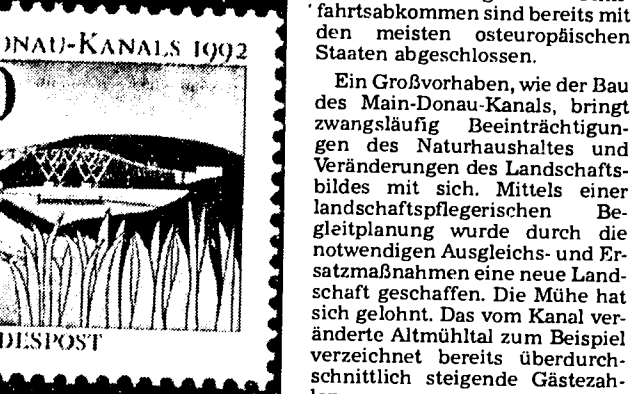 ONAU-KANALS 1992
DESPOST
fahrtsabkommen sind bereits mit
den meisten osteuropäischen
Staaten abgeschlossen.
Ein Großvorhaben, wie der Bau
des Main-Donau-Kanals, bringt
zwangsläufig Beeinträchtigun-
gen des Naturhaushaltes und
Veränderungen des Landschafts-
bildes mit sich. Mittels einer
landschaftspflegerischen Be-
gleitplanung wurde durch die
notwendigen Ausgleichs- und Er-
satzmaßnahmen eine neue Land-
schaft geschaffen. Die Mühe hat
sich gelohnt. Das vom Kanal ver-
änderte Altmühltal zum Beispiel
verzeichnet bereits überdurch-
schnittlich steigende Gästezah-